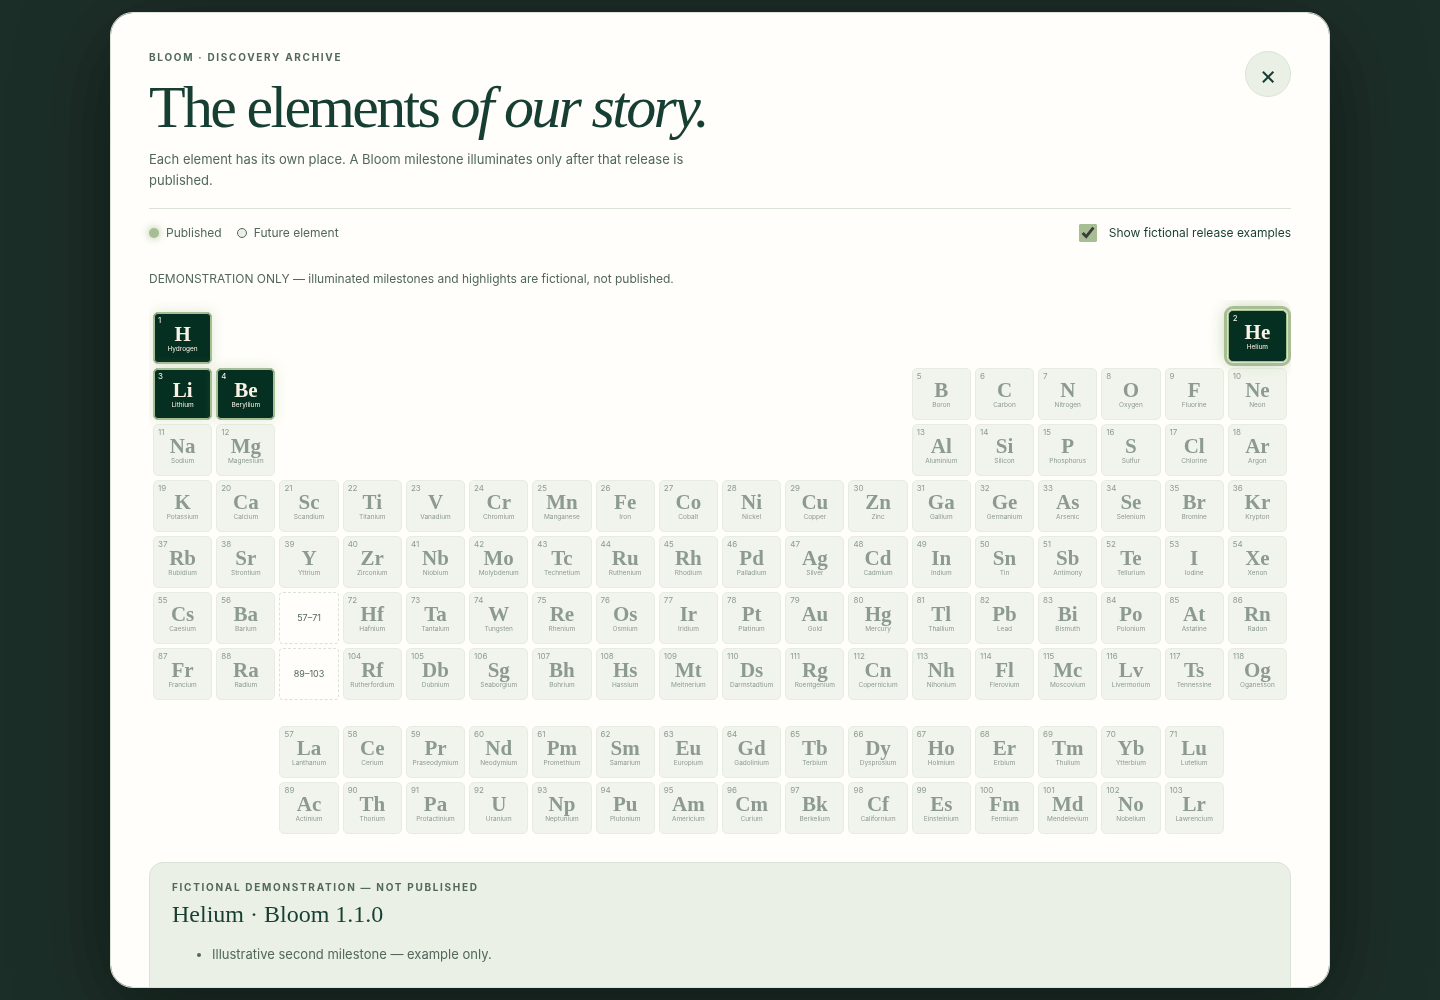 BLOOM · DISCOVERY ARCHIVE
×
The elements of our story.
Each element has its own place. A Bloom milestone illuminates only after that release is
published.
Published Future element Show fictional release examples
DEMONSTRATION ONLY — illuminated milestones and highlights are fictional, not published.
1 2
H He
Hydrogen Helium
3 4 5 6 7 8 9 10
Li Be B C N O F Ne
Lithium Beryllium Boron Carbon Nitrogen Oxygen Fluorine Neon
11 12 13 14 15 16 17 18
Na Mg Al Si P S Cl Ar
Sodium Magnesium Aluminium Silicon Phosphorus Sulfur Chlorine Argon
19 20 21 22 23 24 25 26 27 28 29 30 31 32 33 34 35 36
K Ca Sc Ti V Cr Mn Fe Co Ni Cu Zn Ga Ge As Se Br Kr
Potassium Calcium Scandium Titanium Vanadium Chromium Manganese Iron Cobalt Nickel Copper Zinc Gallium Germanium Arsenic Selenium Bromine Krypton
37 38 39 40 41 42 43 44 45 46 47 48 49 50 51 52 53 54
Rb Sr Y Zr Nb Mo Tc Ru Rh Pd Ag Cd In Sn Sb Te I Xe
Rubidium Strontium Yttrium Zirconium Niobium Molybdenum Technetium Ruthenium Rhodium Palladium Silver Cadmium Indium Tin Antimony Tellurium Iodine Xenon
55 56 72 73 74 75 76 77 78 79 80 81 82 83 84 85 86
Cs Ba 57–71 Hf Ta W Re Os Ir Pt Au Hg Tl Pb Bi Po At Rn
Caesium Barium Hafnium Tantalum Tungsten Rhenium Osmium Iridium Platinum Gold Mercury Thallium Lead Bismuth Polonium Astatine Radon
87 88 104 105 106 107 108 109 110 111 112 113 114 115 116 117 118
Fr Ra 89–103 Rf Db Sg Bh Hs Mt Ds Rg Cn Nh Fl Mc Lv Ts Og
Francium Radium Rutherfordium Dubnium Seaborgium Bohrium Hassium Meitnerium Darmstadtium Roentgenium Copernicium Nihonium Flerovium Moscovium Livermorium Tennessine Oganesson
57 58 59 60 61 62 63 64 65 66 67 68 69 70 71
La Ce Pr Nd Pm Sm Eu Gd Tb Dy Ho Er Tm Yb Lu
Lanthanum Cerium Praseodymium Neodymium Promethium Samarium Europium Gadolinium Terbium Dysprosium Holmium Erbium Thulium Ytterbium Lutetium
89 90 91 92 93 94 95 96 97 98 99 100 101 102 103
Ac Th Pa U Np Pu Am Cm Bk Cf Es Fm Md No Lr
Actinium Thorium Protactinium Uranium Neptunium Plutonium Americium Curium Berkelium Californium Einsteinium Fermium Mendelevium Nobelium Lawrencium
FICTIONAL DEMONSTRATION — NOT PUBLISHED
Helium · Bloom 1.1.0
• Illustrative second milestone — example only.